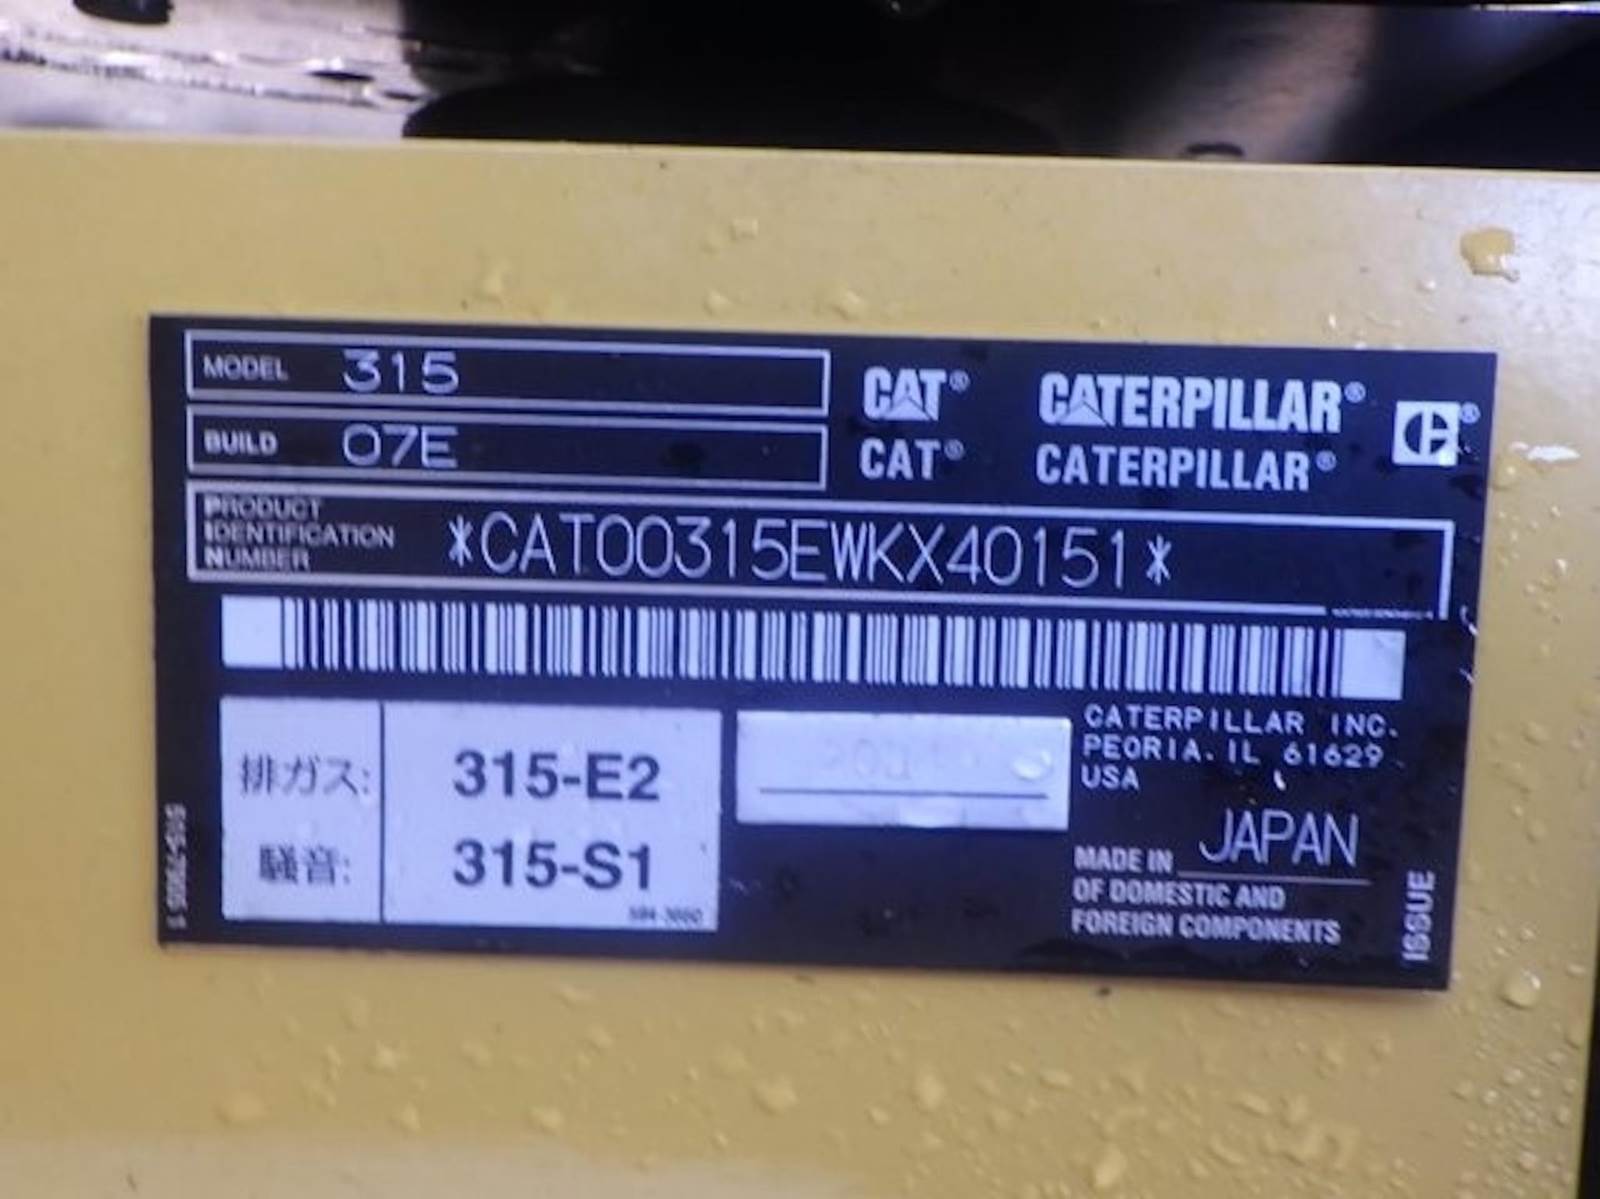 MODEL 315
BUILD 07E
CAT® CATERPILLAR®
CAT® CATERPILLAR®
PRODUCT
IDENTIFICATION
NUMBER
*CAT00315EWKX40151*
排ガス: 315-E2
騒音: 315-S1
CATERPILLAR INC.
PEORIA. IL 61629
USA
MADE IN JAPAN
OF DOMESTIC AND
FOREIGN COMPONENTS
ISSUE